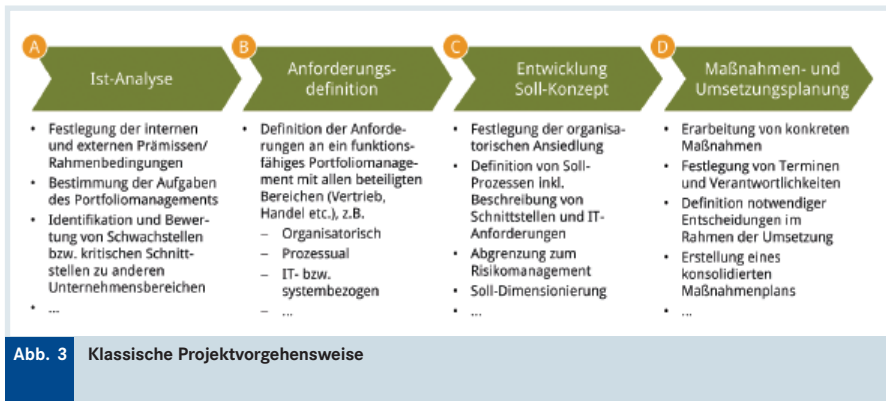 A
Ist-Analyse
• Festlegung der internen
und externen Prämissen/
Rahmenbedingungen
• Bestimmung der Aufgaben
des Portfoliomanagements
• Identifikation und Bewer-
tung von Schwachstellen
bzw. kritischen Schnitt-
stellen zu anderen
Unternehmensbereichen
• ...
B
Anforderungs-
definition
• Definition der Anforde-
rungen an ein funktions-
fähiges Portfoliomanage-
ment mit allen beteiligten
Bereichen (Vertrieb,
Handel etc.), z.B.
– Organisatorisch
– Prozessual
– IT- bzw.
systembezogen
– ...
C
Entwicklung
Soll-Konzept
• Festlegung der organisa-
torischen Ansiedlung
• Definition von Soll-
Prozessen inkl.
Beschreibung von
Schnittstellen und IT-
Anforderungen
• Abgrenzung zum
Risikomanagement
• Soll-Dimensionierung
• ...
D
Maßnahmen- und
Umsetzungsplanung
• Erarbeitung von konkreten
Maßnahmen
• Festlegung von Terminen
und Verantwortlichkeiten
• Definition notwendiger
Entscheidungen im
Rahmen der Umsetzung
• Erstellung eines
konsolidierten
Maßnahmenplans
• ...
Abb. 3 Klassische Projektvorgehensweise